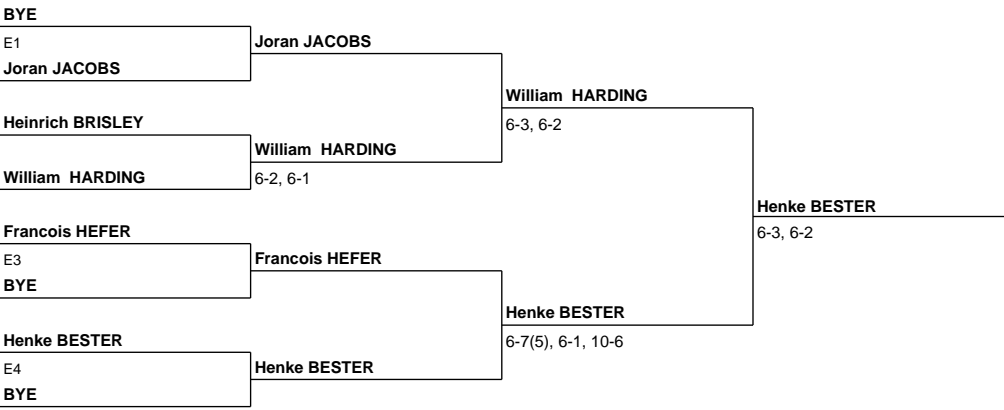 BYE
E1
Joran JACOBS
Joran JACOBS
Heinrich BRISLEY
William HARDING
William HARDING
6-2, 6-1
William HARDING
6-3, 6-2
Francois HEFER
E3
BYE
Francois HEFER
Henke BESTER
E4
BYE
Henke BESTER
Henke BESTER
6-7(5), 6-1, 10-6
Henke BESTER
6-3, 6-2